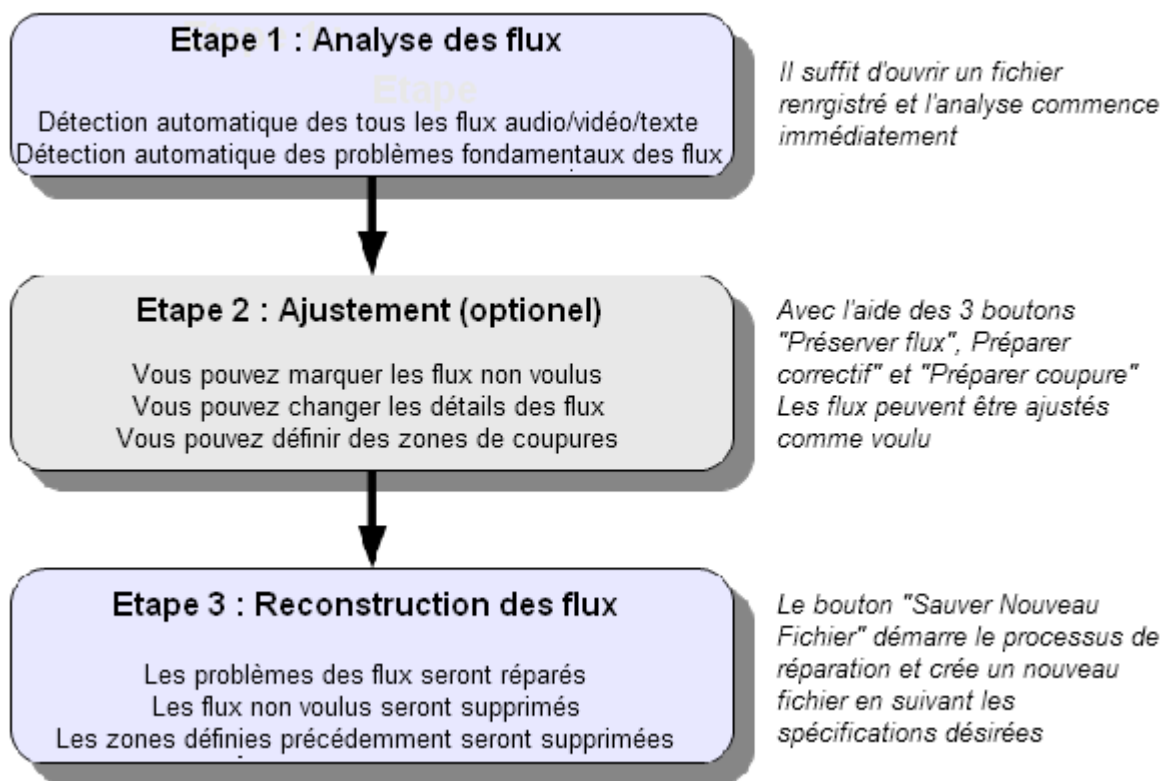 Etape 1 : Analyse des flux
Etape
Détection automatique des tous les flux audio/vidéo/texte
Détection automatique des problèmes fondamentaux des flux
Il suffit d'ouvrir un fichier
renrgistré et l'analyse commence
immédiatement
Etape 2 : Ajustement (optionel)
Vous pouvez marquer les flux non voulus
Vous pouvez changer les détails des flux
Vous pouvez définir des zones de coupures
Avec l'aide des 3 boutons
"Préserver flux", Préparer
correctif" et "Préparer coupure"
Les flux peuvent être ajustés
comme voulu
Etape 3 : Reconstruction des flux
Les problèmes des flux seront réparés
Les flux non voulus seront supprimés
Les zones définies précédemment seront supprimées
Le bouton "Sauver Nouveau
Fichier" démarre le processus de
réparation et crée un nouveau
fichier en suivant les
spécifications désirées